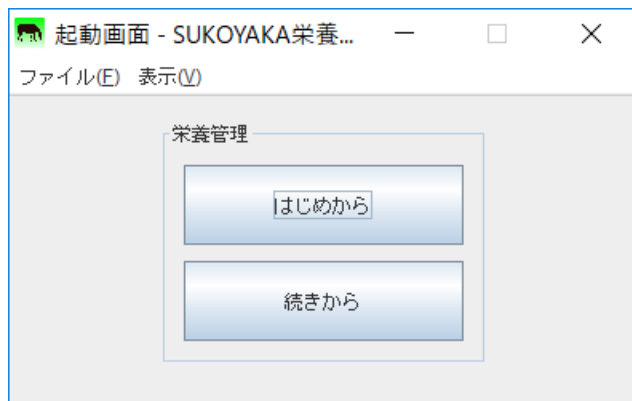 起動画面 - SUKOYAKA栄養...
ファイル(F) 表示(V)
栄養管理
はじめから
続きから